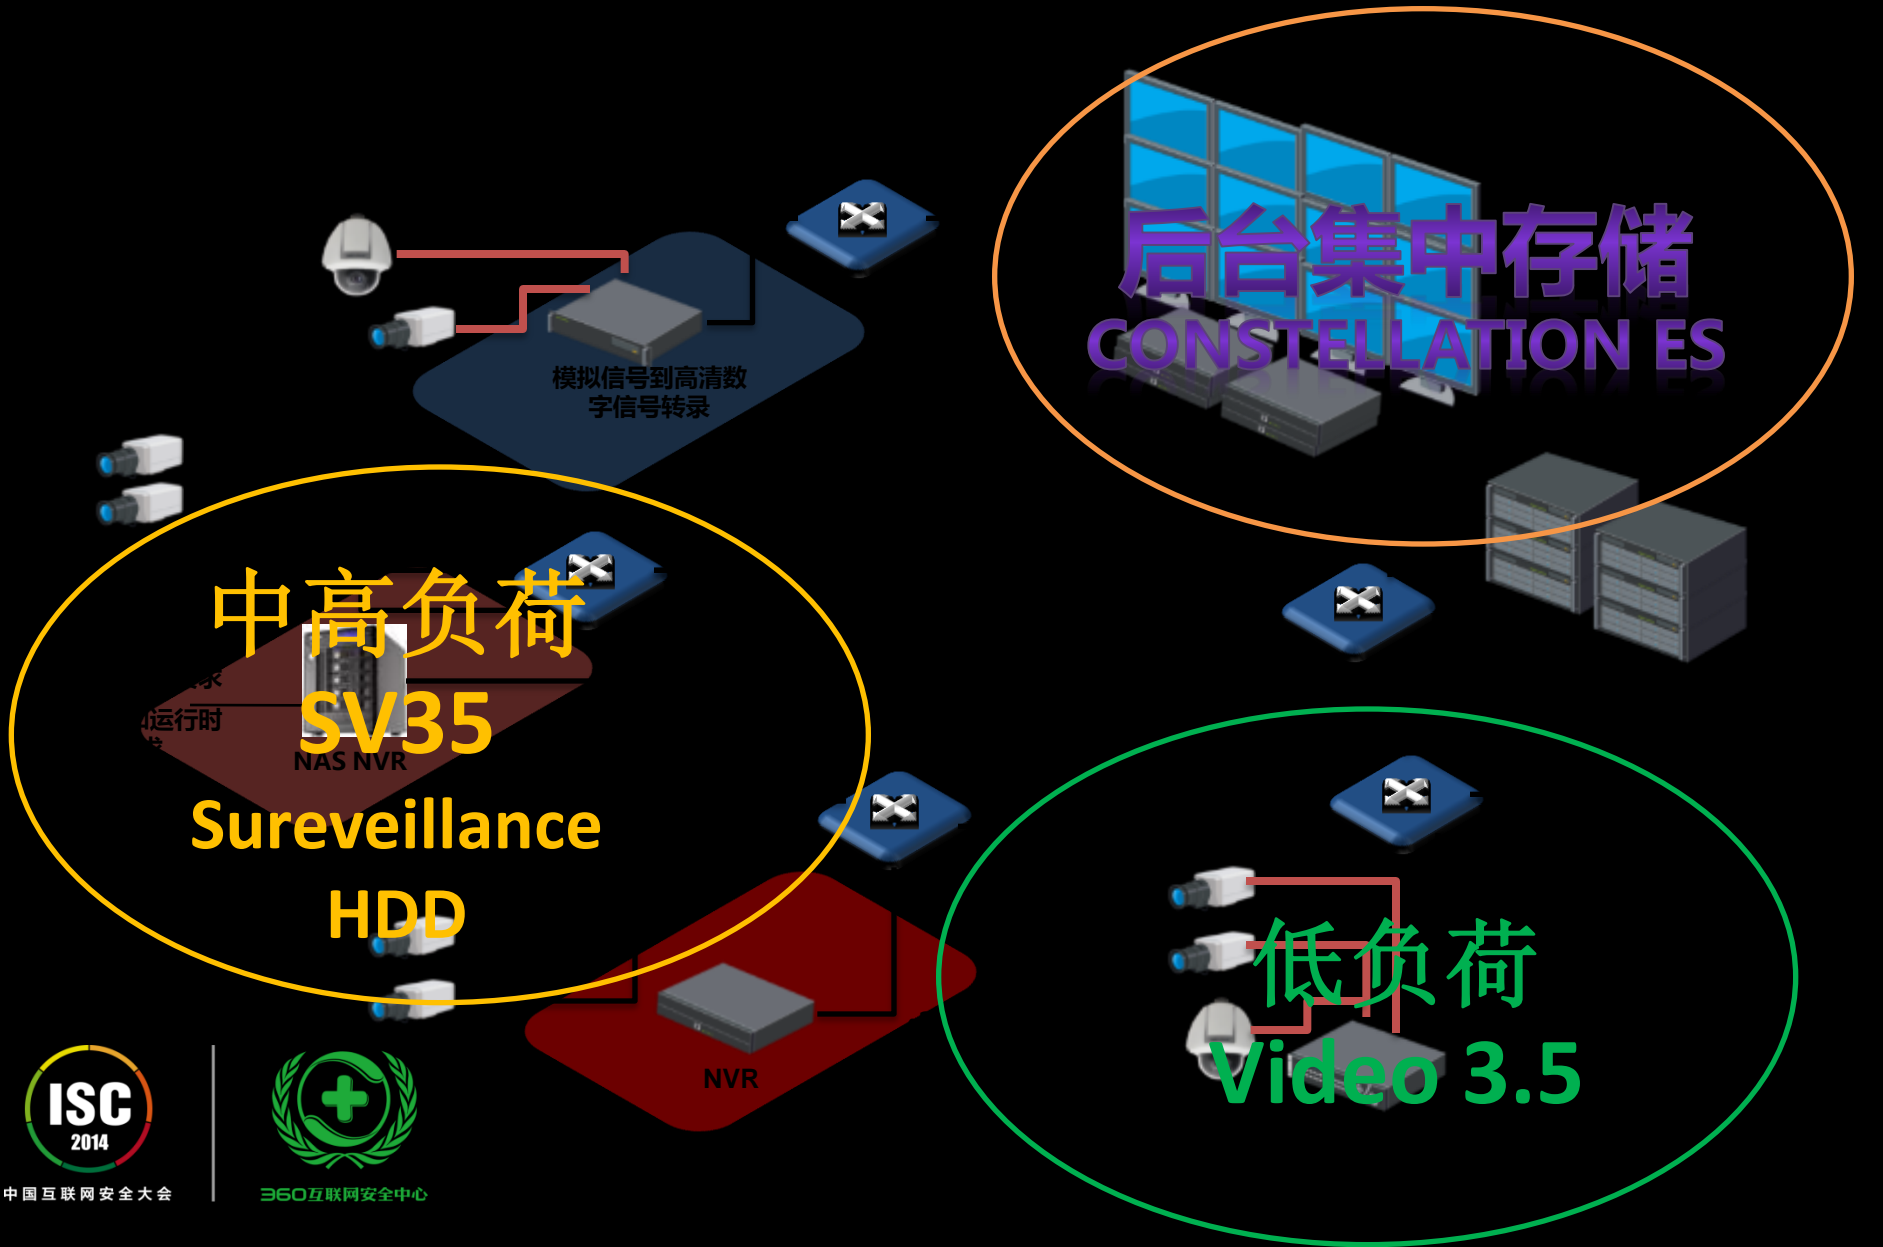 后台集中存储
CONSTELLATION ES
模拟信号到高清数
字信号转录
中高负荷
SV35
Sureveillance
HDD
运行时
NAS NVR
NVR
低负荷
Video 3.5
ISC
2014
中国互联网安全大会
360互联网安全中心